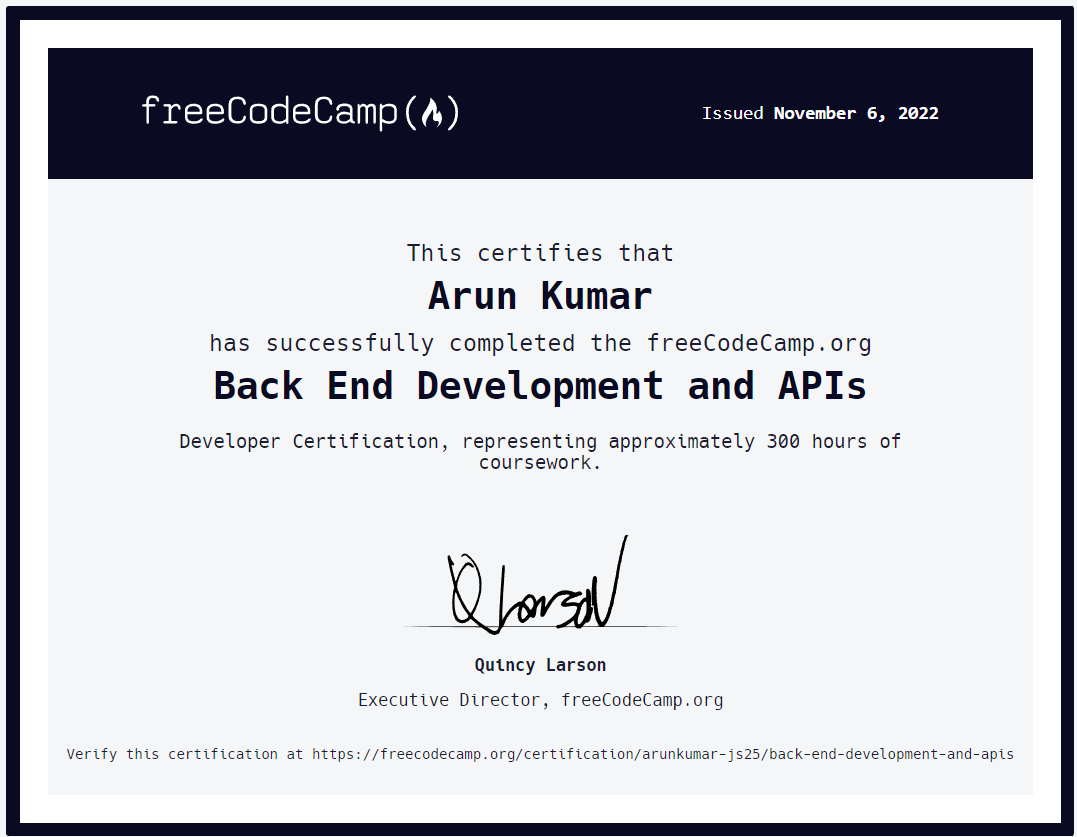 freeCodeCamp(🔥)
Issued November 6, 2022
This certifies that
Arun Kumar
has successfully completed the freeCodeCamp.org
Back End Development and APIs
Developer Certification, representing approximately 300 hours of
coursework.
Q Larson
Quincy Larson
Executive Director, freeCodeCamp.org
Verify this certification at https://freecodecamp.org/certification/arunkumar-js25/back-end-development-and-apis